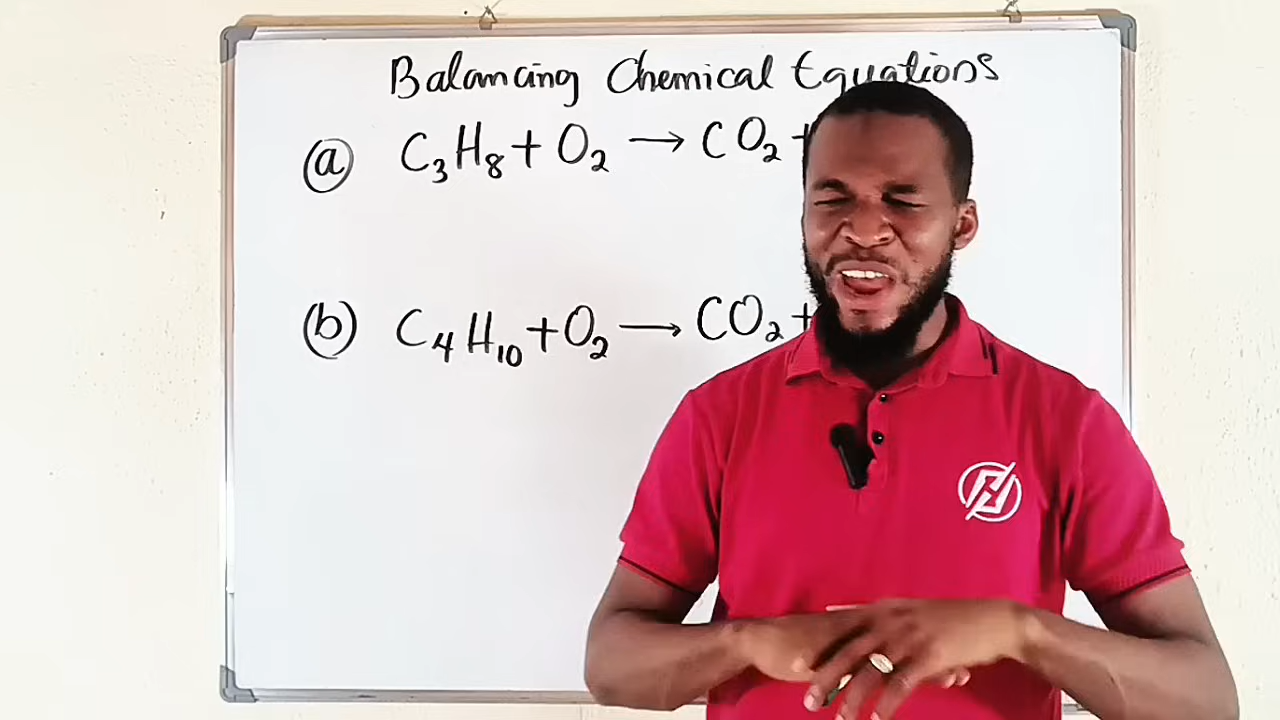 Balancing Chemical Equations
(a) C₃H₈ + O₂ → CO₂ +
(b) C₄H₁₀ + O₂ → CO₂ +